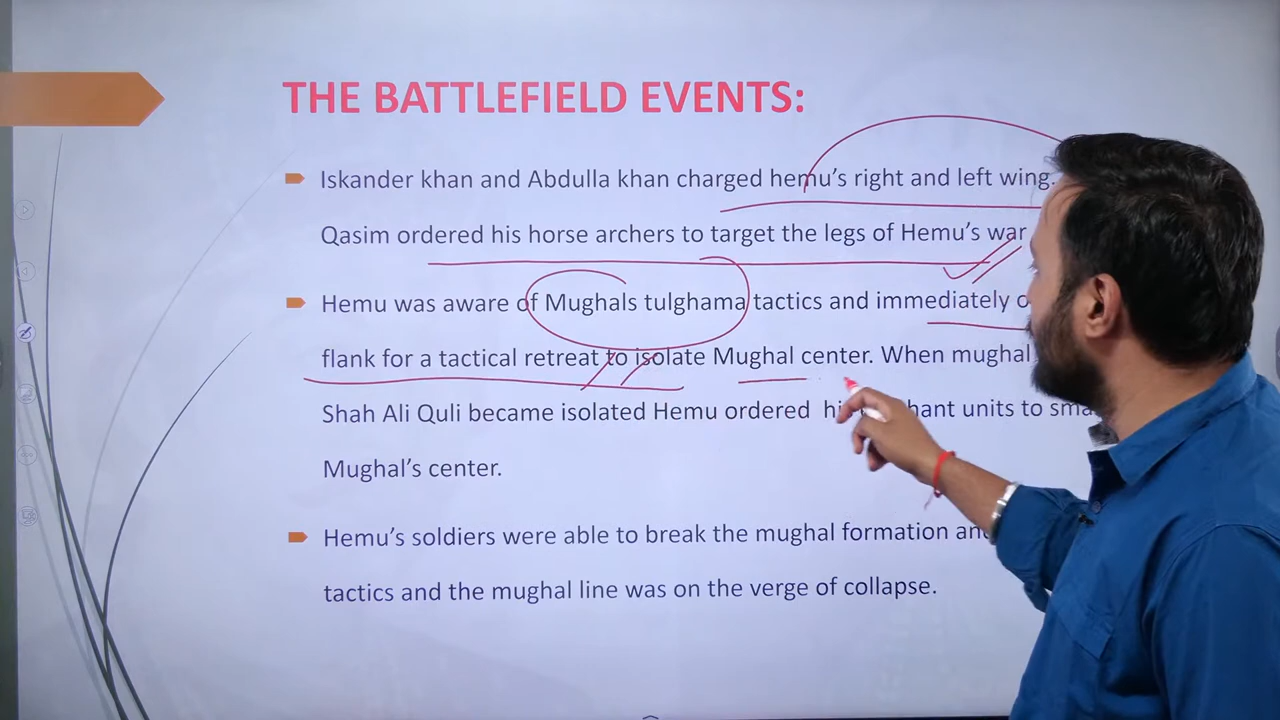 THE BATTLEFIELD EVENTS:
Iskander khan and Abdulla khan charged hemu's right and left wing.
Qasim ordered his horse archers to target the legs of Hemu's war
Hemu was aware of Mughals tulghama tactics and immediately
flank for a tactical retreat to isolate Mughal center. When mughal
Shah Ali Quli became isolated Hemu ordered units to
Mughal's center.
Hemu's soldiers were able to break the mughal formation
tactics and the mughal line was on the verge of collapse.